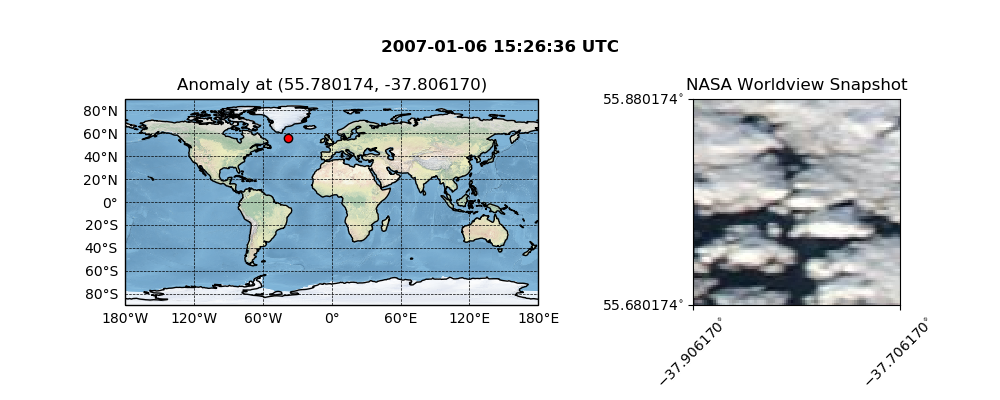 2007-01-06 15:26:36 UTC
Anomaly at (55.780174, -37.806170)
80°N
60°N
40°N
20°N
0°
20°S
40°S
60°S
80°S
180°W 120°W 60°W 0° 60°E 120°E 180°E
NASA Worldview Snapshot
55.880174°
55.680174°
−37.906170°
−37.706170°